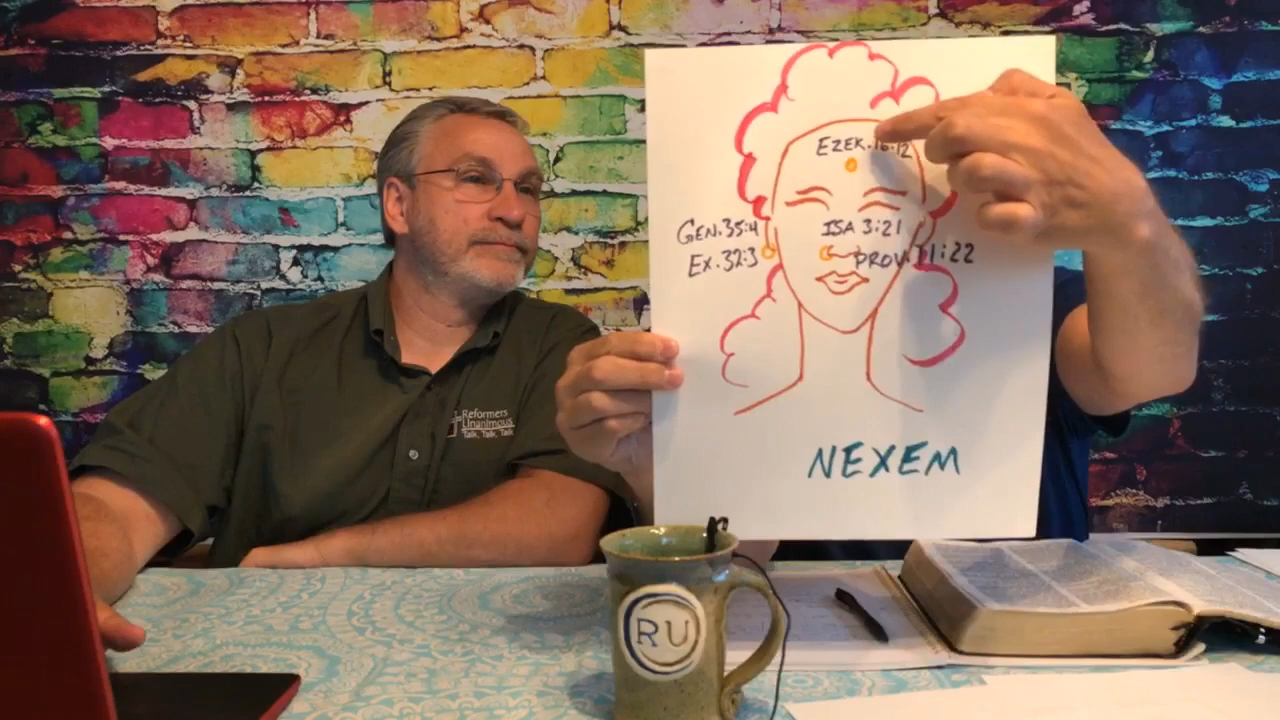 EZEK.16:12
GEN.35:4
ISA 3:21
EX.32:3
PROV.11:22
NEXEM
Reformers
Unanimous
Talk, Talk, Talk
RU